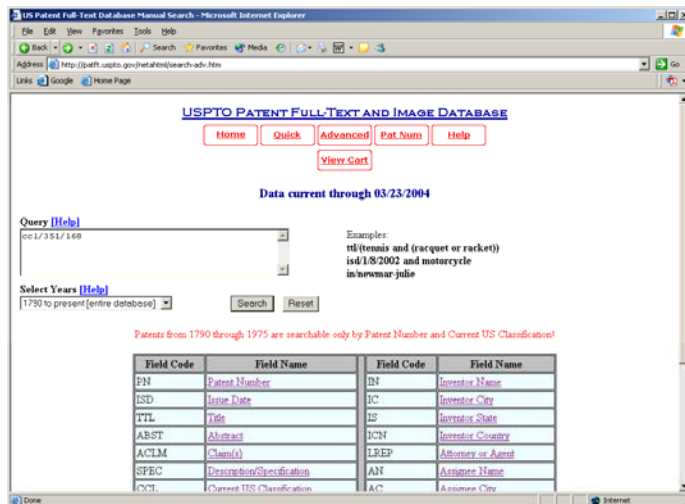 US Patent Full-Text Database Manual Search - Microsoft Internet Explorer
File Edit View Favorites Tools Help
Back Search Favorites Media
Address http://patft.uspto.gov/netahtml/search-adv.htm Go
Links Google Home Page
USPTO PATENT FULL-TEXT AND IMAGE DATABASE
Home Quick Advanced Pat Num Help
View Cart
Data current through 03/23/2004
Query [Help]
ccl/351/168
Examples:
ttl/(tennis and (racquet or racket))
isd/1/8/2002 and motorcycle
in/newmar-julie
Select Years [Help]
1790 to present [entire database] Search Reset
Patents from 1790 through 1975 are searchable only by Patent Number and Current US Classification!
Field Code Field Name Field Code Field Name
PN Patent Number IN Inventor Name
ISD Issue Date IC Inventor City
TTL Title IS Inventor State
ABST Abstract ICN Inventor Country
ACLM Claim(s) LREP Attorney or Agent
SPEC Description/Specification AN Assignee Name
CCL Current US Classification AC Assignee City
Done Internet